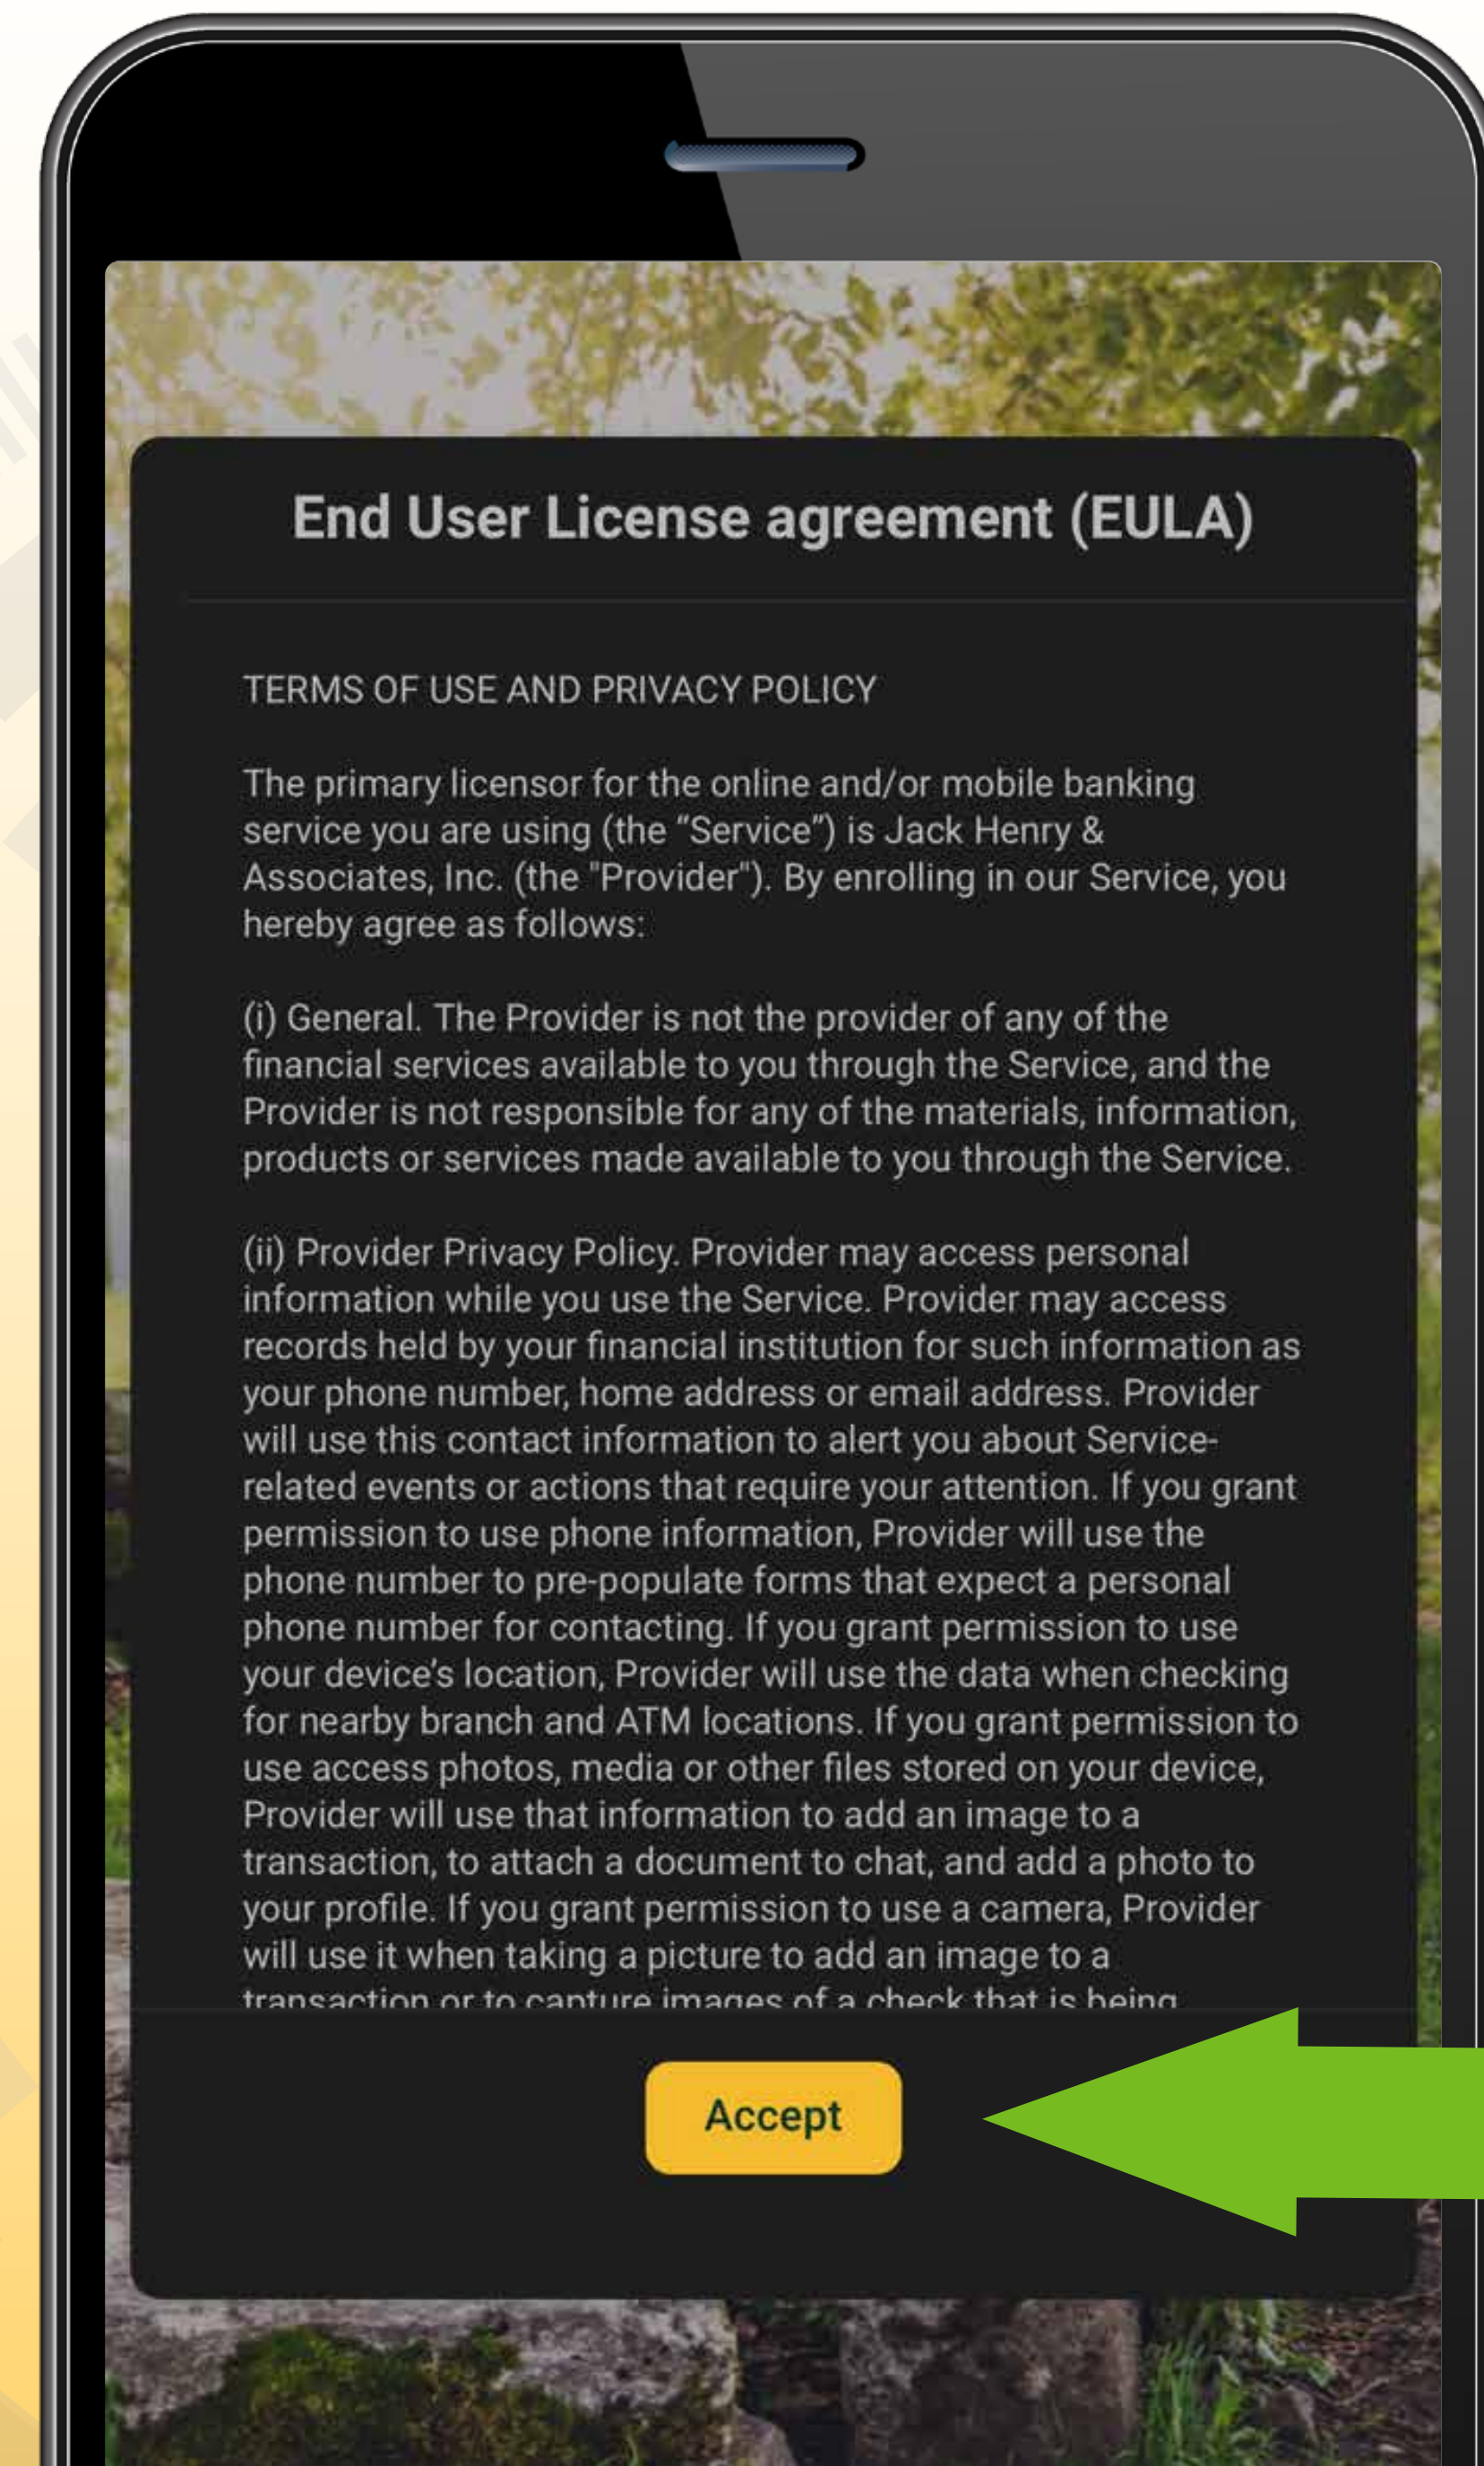 End User License agreement (EULA)
TERMS OF USE AND PRIVACY POLICY
The primary licensor for the online and/or mobile banking
service you are using (the “Service”) is Jack Henry &
Associates, Inc. (the "Provider"). By enrolling in our Service, you
hereby agree as follows:
(i) General. The Provider is not the provider of any of the
financial services available to you through the Service, and the
Provider is not responsible for any of the materials, information,
products or services made available to you through the Service.
(ii) Provider Privacy Policy. Provider may access personal
information while you use the Service. Provider may access
records held by your financial institution for such information as
your phone number, home address or email address. Provider
will use this contact information to alert you about Service-
related events or actions that require your attention. If you grant
permission to use phone information, Provider will use the
phone number to pre-populate forms that expect a personal
phone number for contacting. If you grant permission to use
your device’s location, Provider will use the data when checking
for nearby branch and ATM locations. If you grant permission to
use access photos, media or other files stored on your device,
Provider will use that information to add an image to a
transaction, to attach a document to chat, and add a photo to
your profile. If you grant permission to use a camera, Provider
will use it when taking a picture to add an image to a
transaction or to capture images of a check that is being
Accept